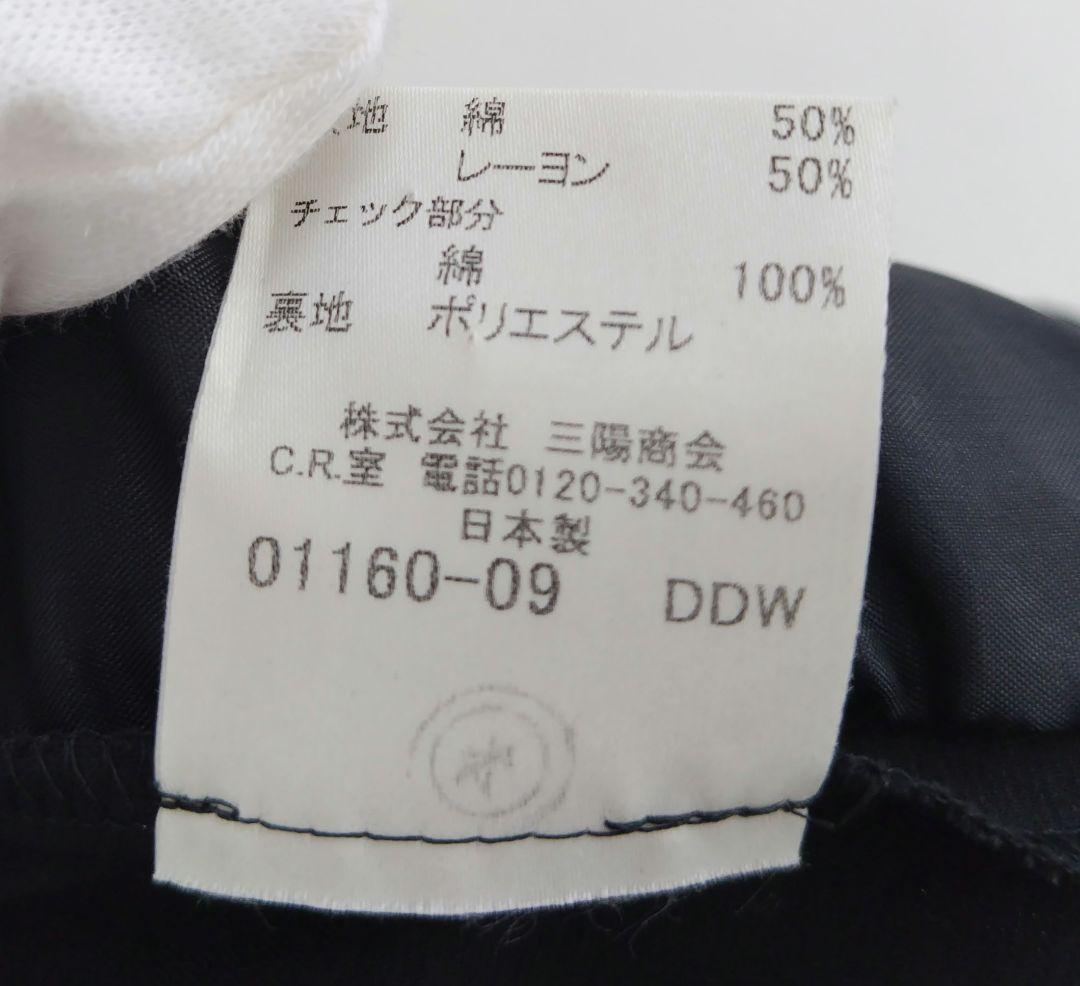 地 綿 50%
レーヨン 50%
チェック部分
綿 100%
裏地 ポリエステル
株式会社 三陽商会
C.R.室 電話0120-340-460
日本製
01160-09 DDW